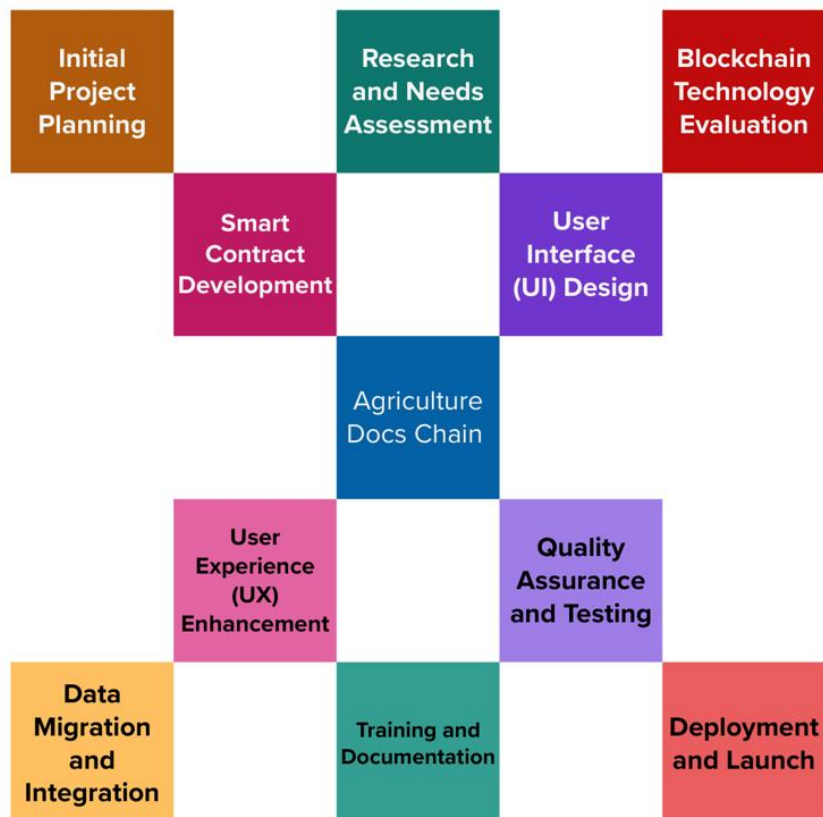 Initial
Project
Planning
Research
and Needs
Assessment
Blockchain
Technology
Evaluation
Smart
Contract
Development
User
Interface
(UI) Design
Agriculture
Docs Chain
User
Experience
(UX)
Enhancement
Quality
Assurance
and Testing
Data
Migration
and
Integration
Training and
Documentation
Deployment
and Launch